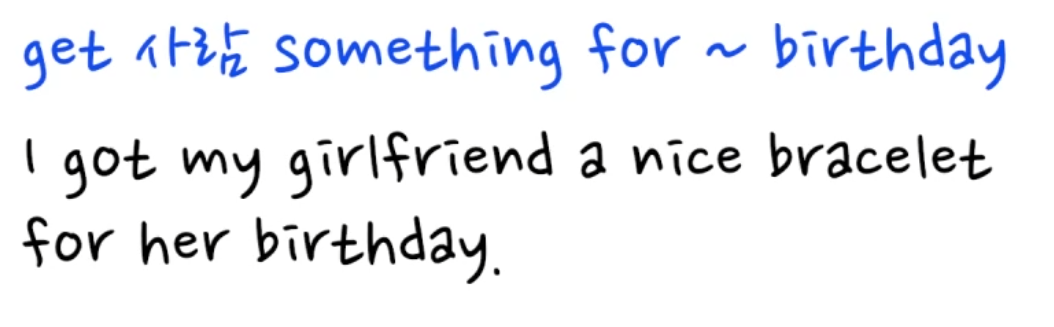 get 사람 something for ~ birthday
I got my girlfriend a nice bracelet
for her birthday.